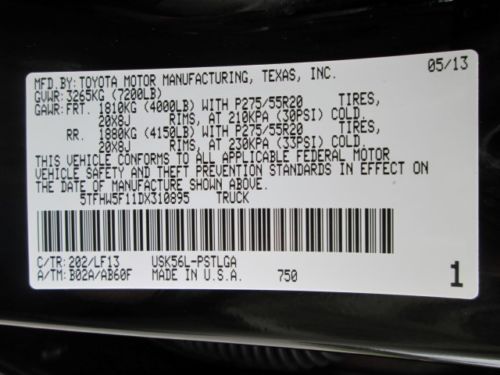 MFD.BY: TOYOTA MOTOR MANUFACTURING, TEXAS, INC. 05/13
GVWR: 3265KG (7200LB)
GAWR: FRT. 1810KG (4000LB) WITH P275/55R20 TIRES,
20X8J RIMS, AT 210KPA (30PSI) COLD.
RR. 1880KG (4150LB) WITH P275/55R20 TIRES,
20X8J RIMS, AT 230KPA (33PSI) COLD.
THIS VEHICLE CONFORMS TO ALL APPLICABLE FEDERAL MOTOR
VEHICLE SAFETY AND THEFT PREVENTION STANDARDS IN EFFECT ON
THE DATE OF MANUFACTURE SHOWN ABOVE.
5TFHW5F11DX310895 TRUCK
C/TR: 202/LF13 USK56L-PSTLGA
A/TM: B02A/AB60F MADE IN U.S.A. 750 1